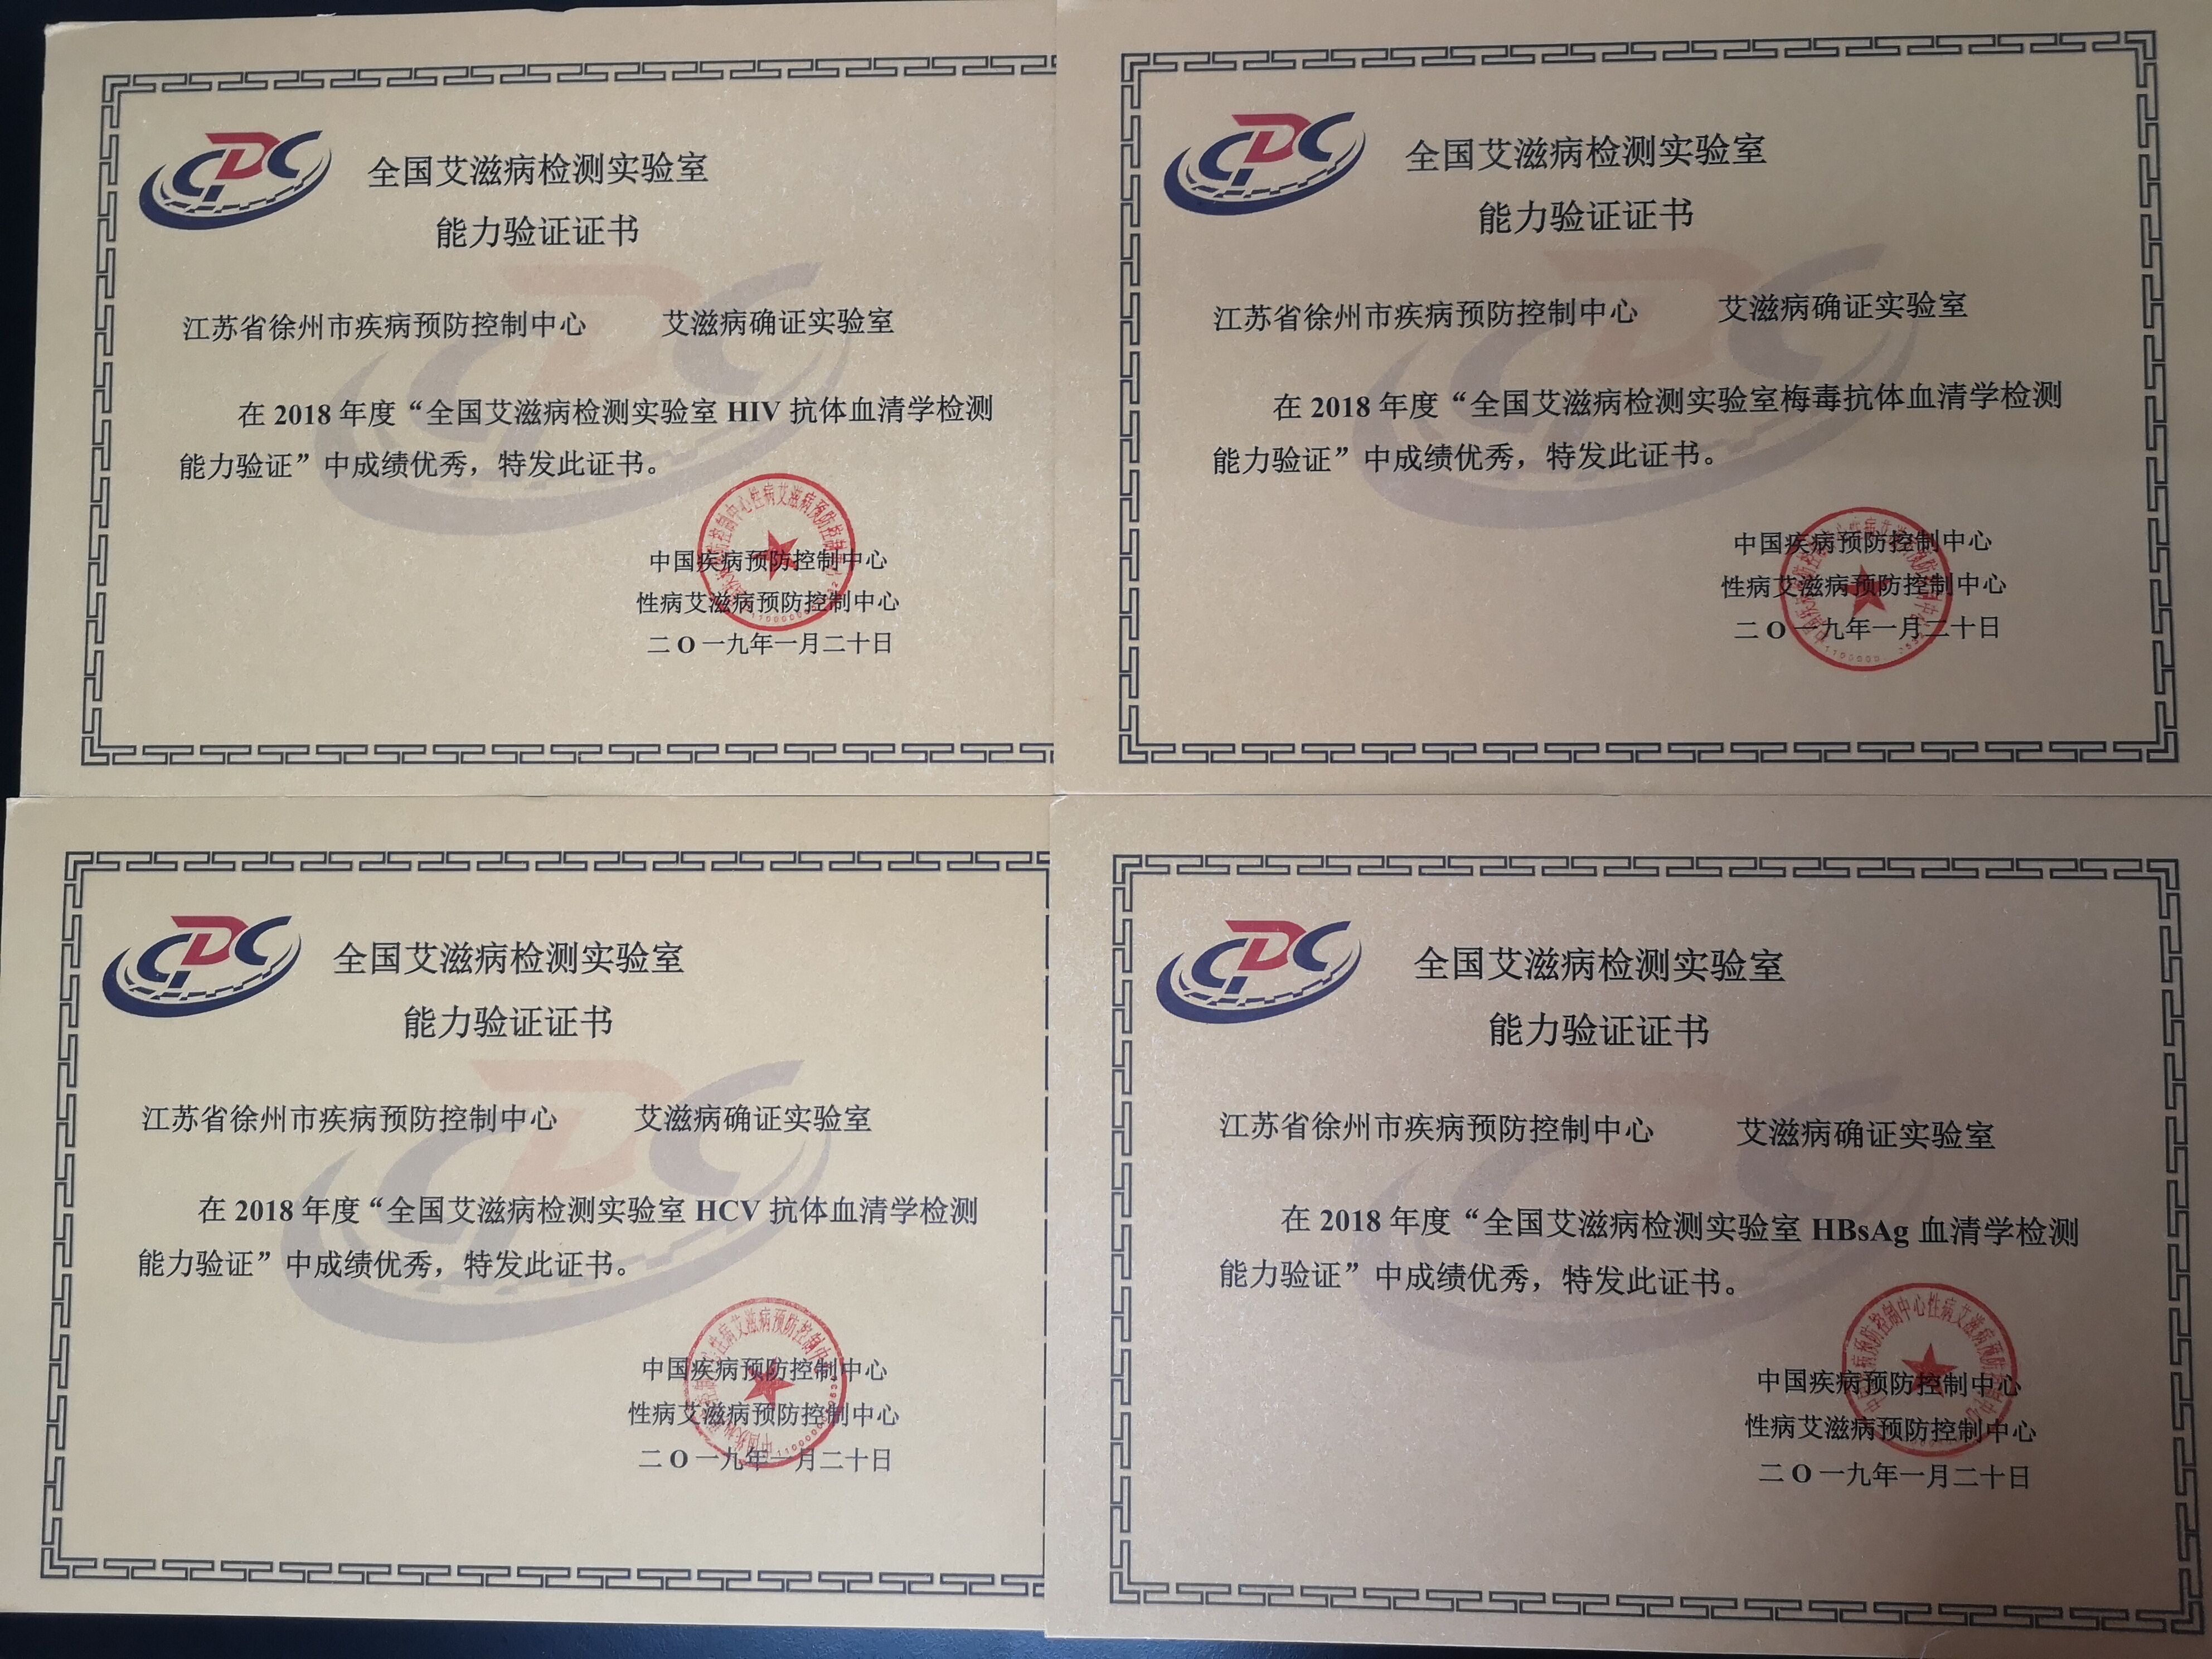 CDC
全国艾滋病检测实验室
能力验证证书
江苏省徐州市疾病预防控制中心 艾滋病确证实验室
在 2018 年度“全国艾滋病检测实验室 HIV 抗体血清学检测
能力验证”中成绩优秀，特发此证书。
中国疾病预防控制中心
性病艾滋病预防控制中心
二O一九年一月二十日
CDC
全国艾滋病检测实验室
能力验证证书
江苏省徐州市疾病预防控制中心 艾滋病确证实验室
在 2018 年度“全国艾滋病检测实验室梅毒抗体血清学检测
能力验证”中成绩优秀，特发此证书。
中国疾病预防控制中心
性病艾滋病预防控制中心
二O一九年一月二十日
CDC
全国艾滋病检测实验室
能力验证证书
江苏省徐州市疾病预防控制中心 艾滋病确证实验室
在 2018 年度“全国艾滋病检测实验室 HCV 抗体血清学检测
能力验证”中成绩优秀，特发此证书。
中国疾病预防控制中心
性病艾滋病预防控制中心
二O一九年一月二十日
CDC
全国艾滋病检测实验室
能力验证证书
江苏省徐州市疾病预防控制中心 艾滋病确证实验室
在 2018 年度“全国艾滋病检测实验室 HBsAg 血清学检测
能力验证”中成绩优秀，特发此证书。
中国疾病预防控制中心
性病艾滋病预防控制中心
二O一九年一月二十日